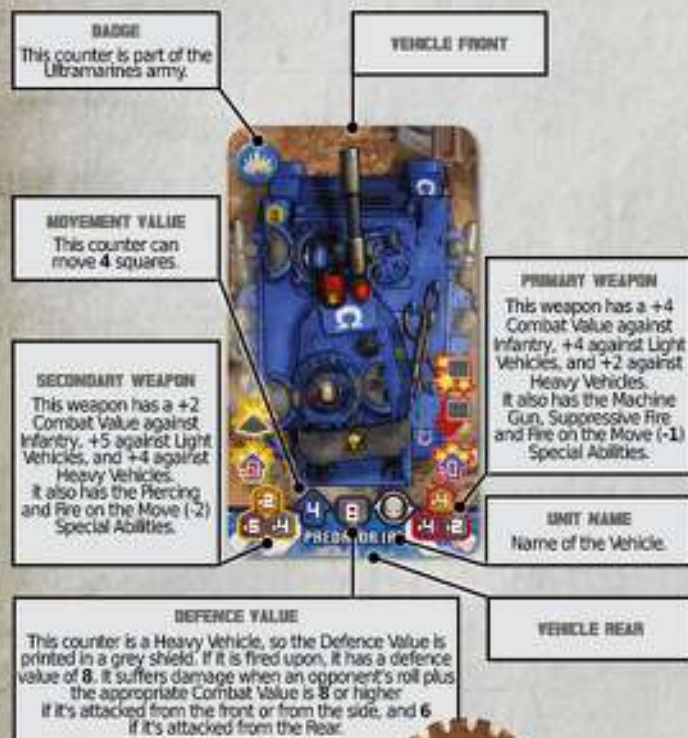 BADGE
This counter is part of the
Ultramarines army.
VEHICLE FRONT
MOVEMENT VALUE
This counter can
move 4 squares.
PRIMARY WEAPON
This weapon has a +4
Combat Value against
Infantry, +4 against Light
Vehicles, and +2 against
Heavy Vehicles.
It also has the Machine
Gun, Suppressive Fire
and Fire on the Move (-1)
Special Abilities.
SECONDARY WEAPON
This weapon has a +2
Combat Value against
Infantry, +5 against Light
Vehicles, and +4 against
Heavy Vehicles.
It also has the Piercing
and Fire on the Move (-2)
Special Abilities.
4 8
PREDATOR
UNIT NAME
Name of the Vehicle.
VEHICLE REAR
DEFENCE VALUE
This counter is a Heavy Vehicle, so the Defence Value is
printed in a grey shield. If it is fired upon, it has a defence
value of 8. It suffers damage when an opponent's roll plus
the appropriate Combat Value is 8 or higher
if it's attacked from the front or from the side, and 6
if it's attacked from the Rear.